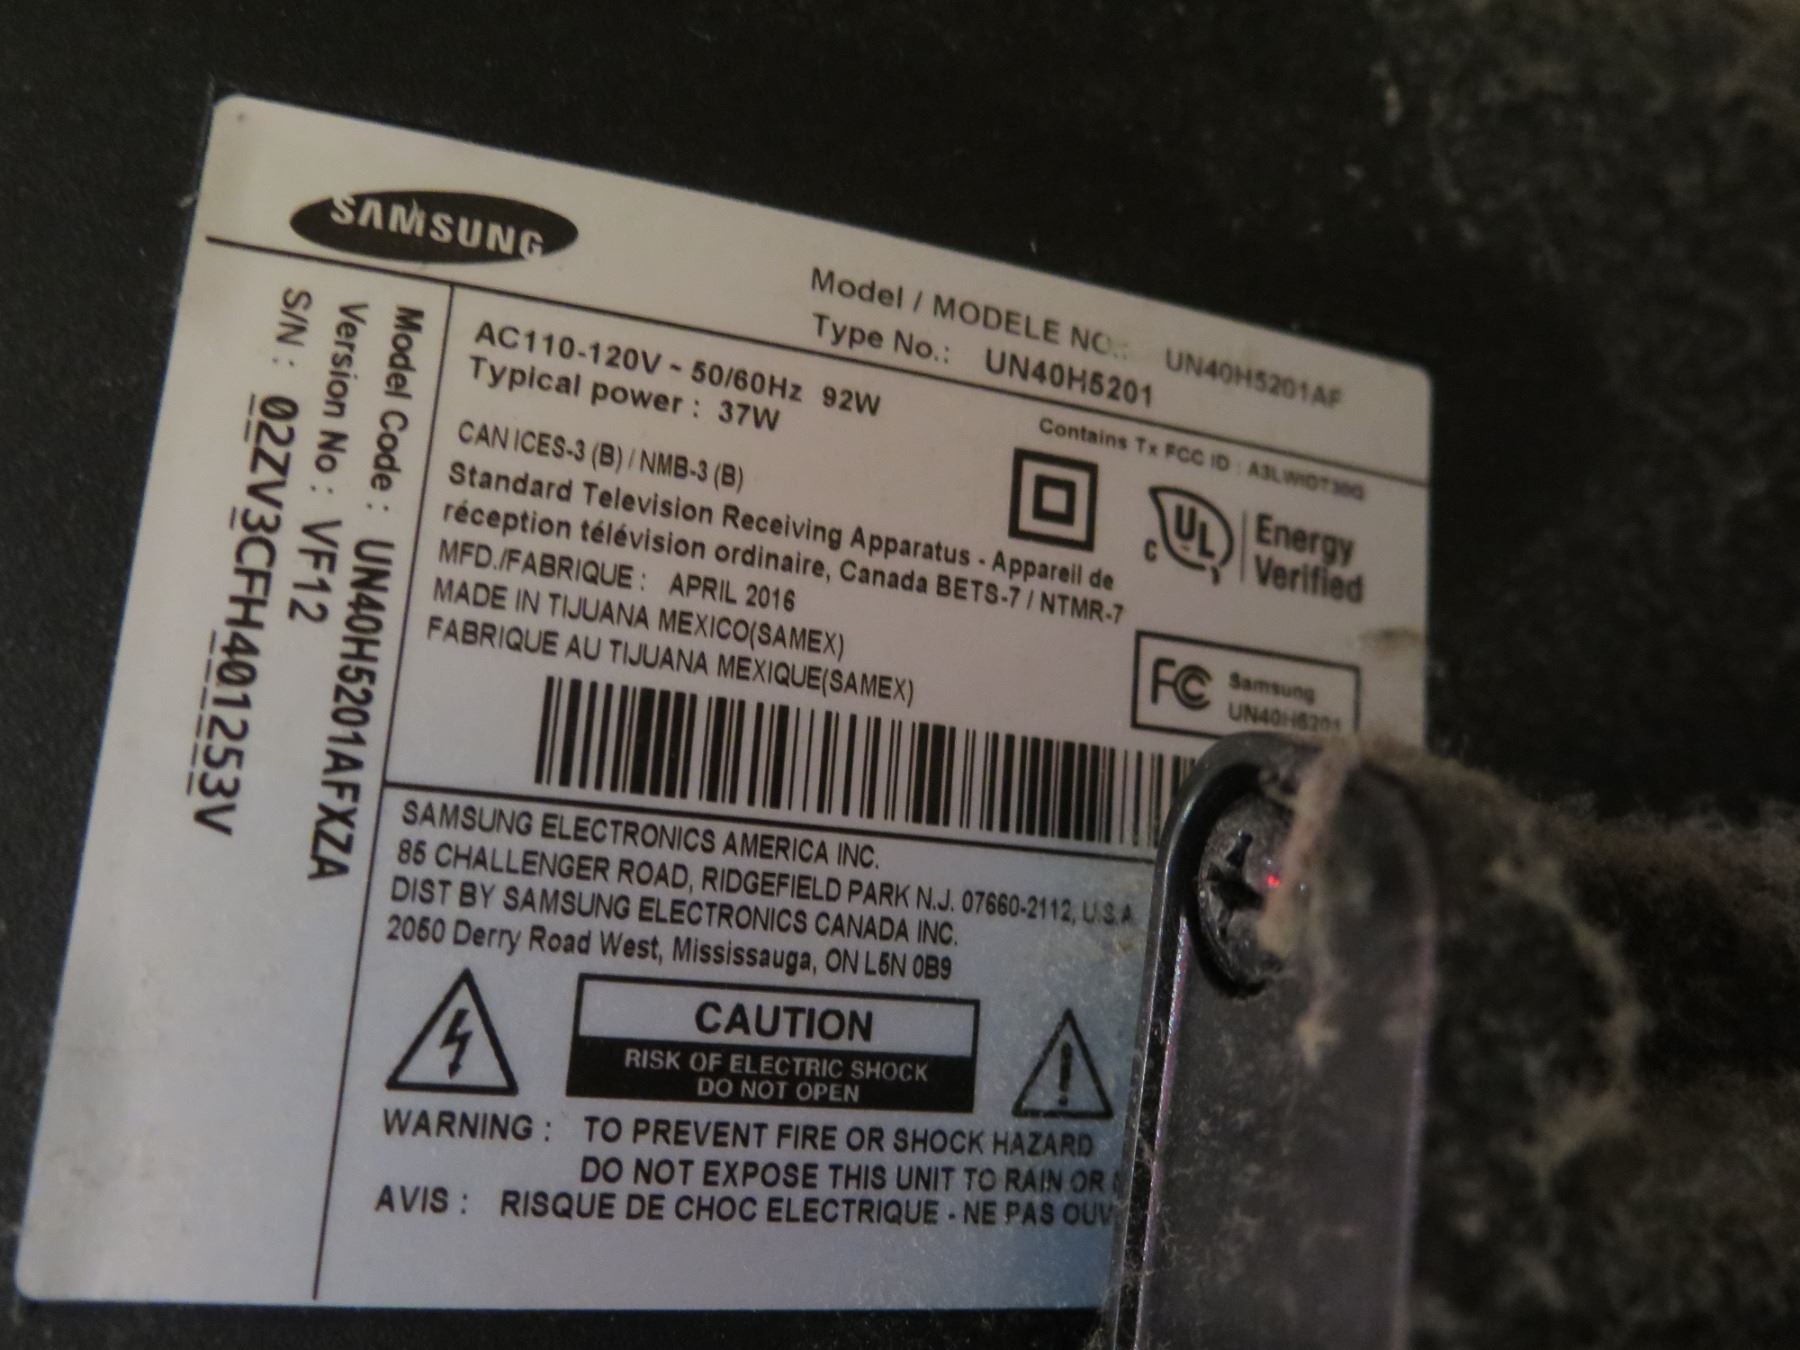 SAMSUNG
Model / MODELE NO.: UN40H5201AF
Type No.: UN40H5201
AC110-120V ~ 50/60Hz 92W
Typical power : 37W
Contains Tx FCC ID : 
CAN ICES-3 (B) / NMB-3 (B)
Standard Television Receiving Apparatus - Appareil de
réception télévision ordinaire, Canada BETS-7 / NTMR-7
MFD./FABRIQUE : APRIL 2016
MADE IN TIJUANA MEXICO(SAMEX)
FABRIQUE AU TIJUANA MEXIQUE(SAMEX)
C UL Energy
Verified
FC Samsung
UN40H5201
SAMSUNG ELECTRONICS AMERICA INC.
85 CHALLENGER ROAD, RIDGEFIELD PARK N.J. 07660-2112, U.S.A
DIST BY SAMSUNG ELECTRONICS CANADA INC.
2050 Derry Road West, Mississauga, ON L5N 0B9
CAUTION
RISK OF ELECTRIC SHOCK
DO NOT OPEN
WARNING : TO PREVENT FIRE OR SHOCK HAZARD
DO NOT EXPOSE THIS UNIT TO RAIN OR
AVIS : RISQUE DE CHOC ELECTRIQUE - NE PAS OUV
Model Code : UN40H5201AFXZA
Version No : VF12
S/N : 02ZV3CFH401253V